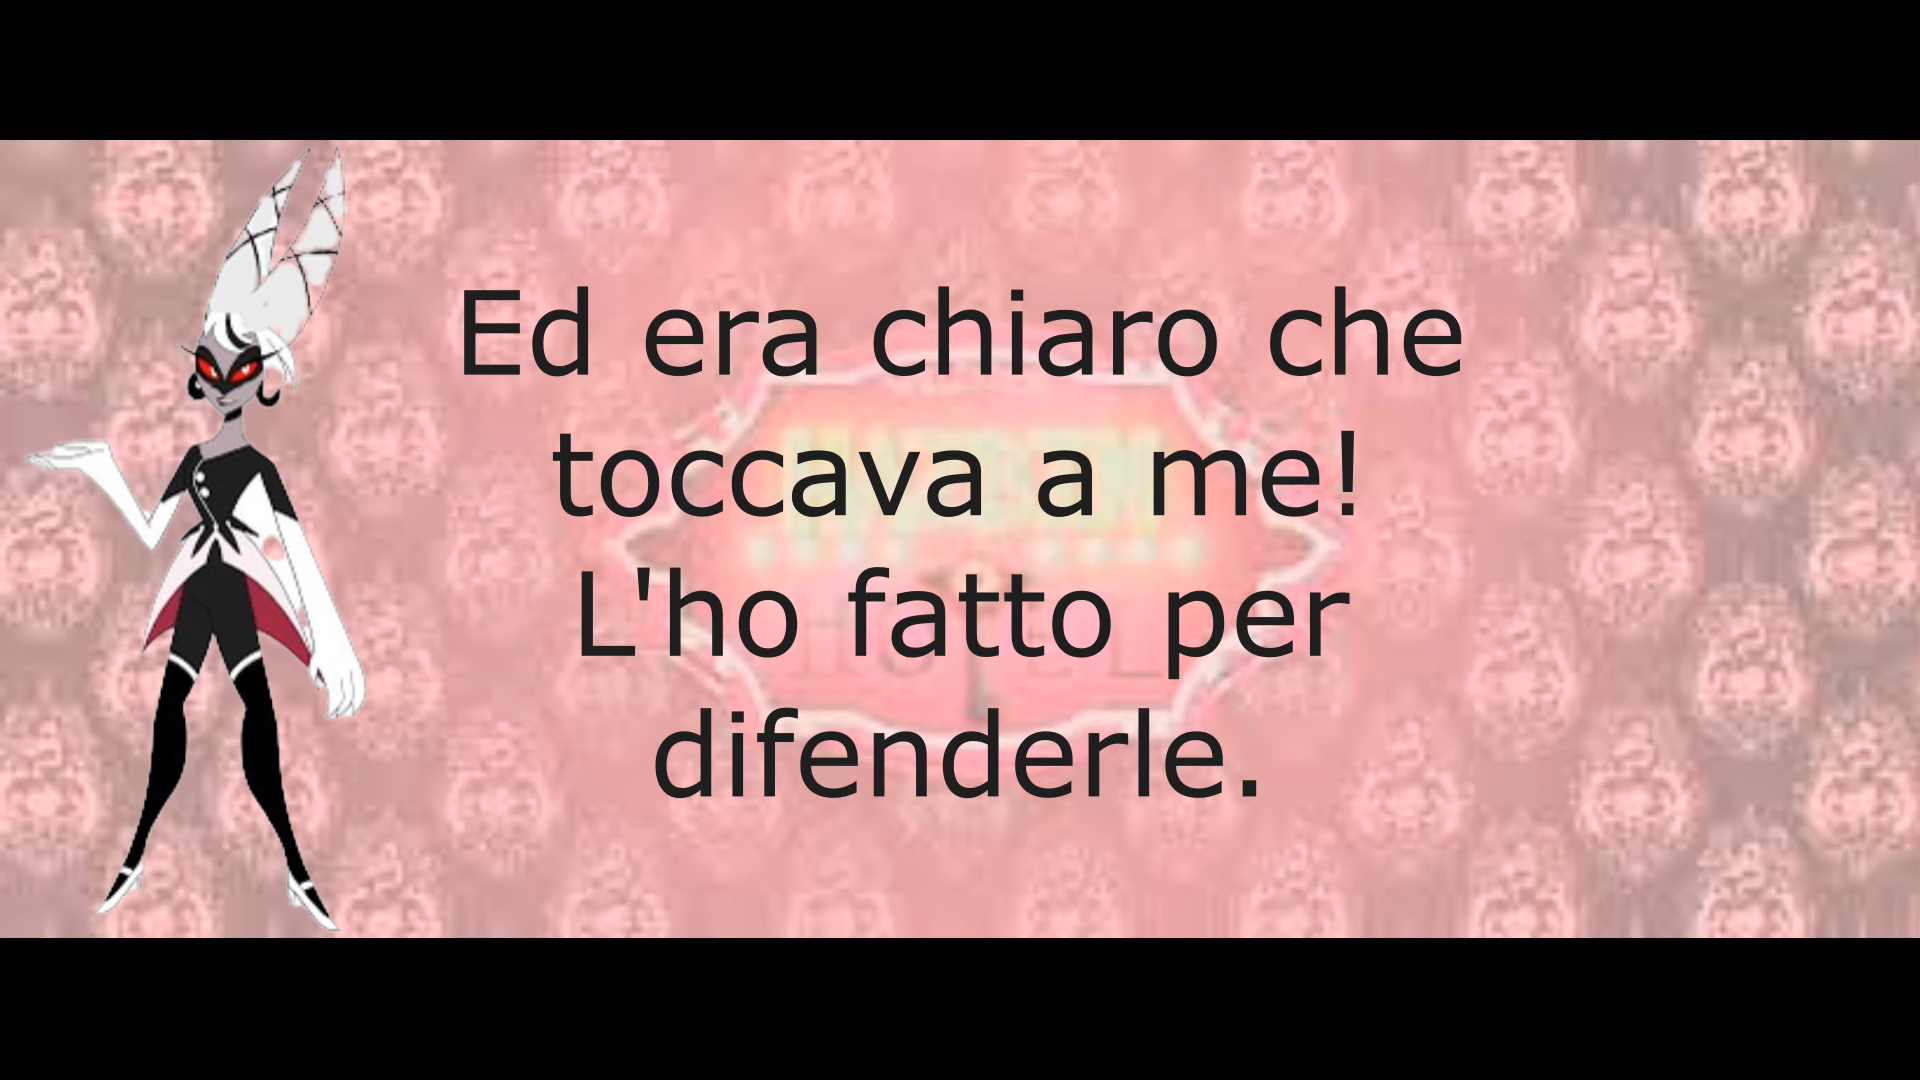 Ed era chiaro che
toccava a me!
L'ho fatto per
difenderle.